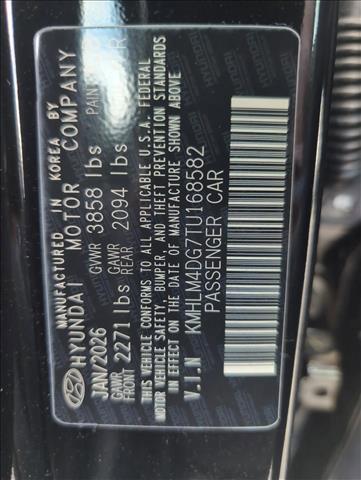 MANUFACTURED IN KOREA BY
HYUNDAI MOTOR COMPANY
JAN/2026 GVWR 3858 lbs PAIN
GAWR FRONT 2271 lbs GAWR REAR 2094 lbs R
THIS VEHICLE CONFORMS TO ALL APPLICABLE U.S.A. FEDERAL
MOTOR VEHICLE SAFETY, BUMPER, AND THEFT PREVENTION STANDARDS
IN EFFECT ON THE DATE OF MANUFACTURE SHOWN ABOVE.
V.I.N KMHLM4DG7TU168582
PASSENGER CAR